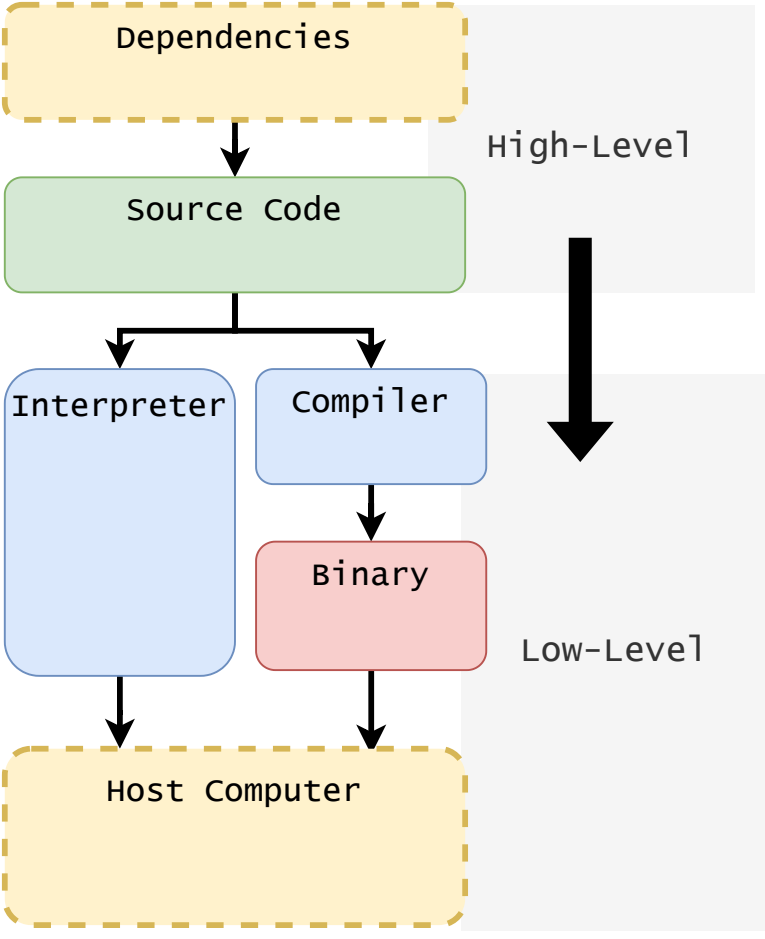 Dependencies
High-Level
Source Code
Interpreter
Compiler
Binary
Low-Level
Host Computer